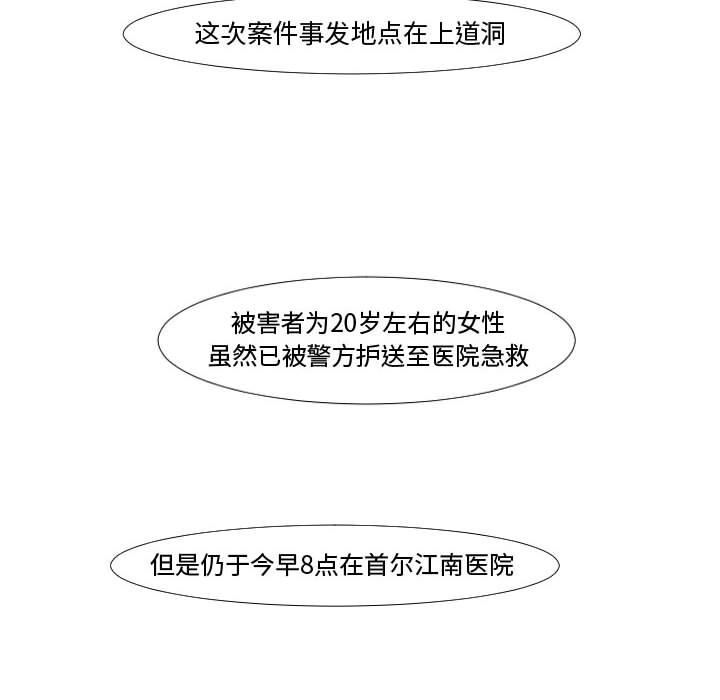 这次案件事发地点在上道洞
被害者为20岁左右的女性
虽然已被警方护送至医院急救
但是仍于今早8点在首尔江南医院